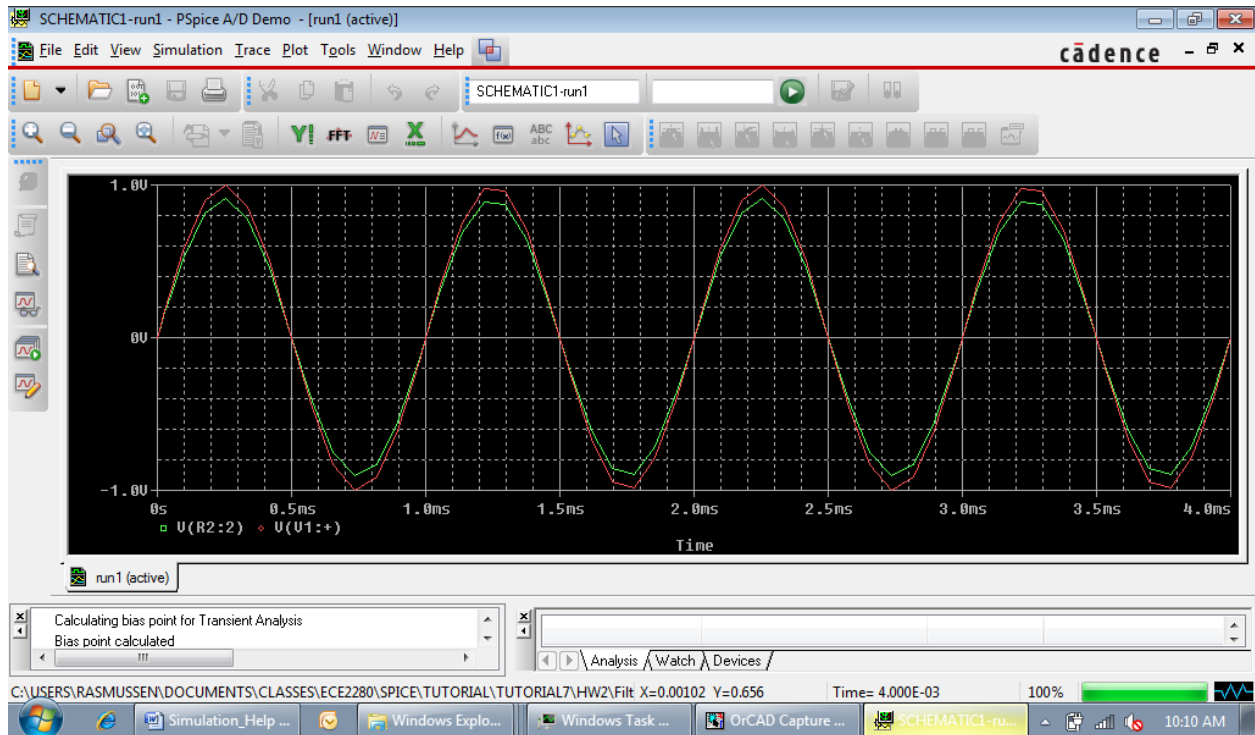 SCHEMATIC1-run1 - PSpice A/D Demo - [run1 (active)]
File Edit View Simulation Trace Plot Tools Window Help
cādence
SCHEMATIC1-run1
FFT
ABC
abc
1.0V
0V
-1.0V
0s 0.5ms 1.0ms 1.5ms 2.0ms 2.5ms 3.0ms 3.5ms 4.0ms
V(R2:2) V(V1:+)
Time
run1 (active)
Calculating bias point for Transient Analysis
Bias point calculated
Analysis Watch Devices
C:\USERS\RASMUSSEN\DOCUMENTS\CLASSES\ECE2280\SPICE\TUTORIAL\TUTORIAL7\HW2\Filt X=0.00102 Y=0.656 Time= 4.000E-03 100%
Simulation_Help ... Windows Explo... Windows Task ... OrCAD Capture ... SCHEMATIC1-ru... 10:10 AM